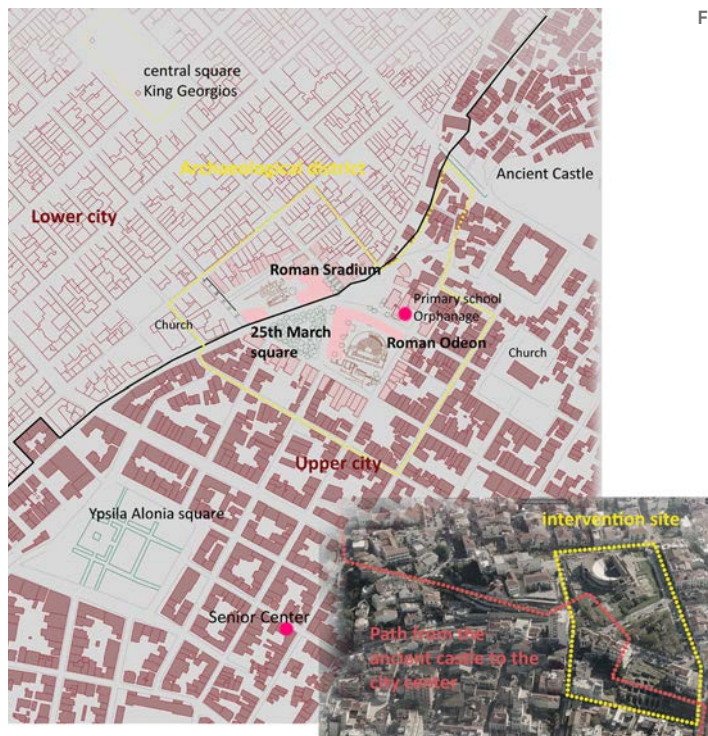 F
central square
King Georgios
Archaeological district
Ancient Castle
Lower city
Roman Sradium
Primary school
Orphanage
Church
25th March
square
Roman Odeon
Church
Upper city
Ypsila Alonia square
intervention site
Senior Center
Path from the
ancient castle to the
city center